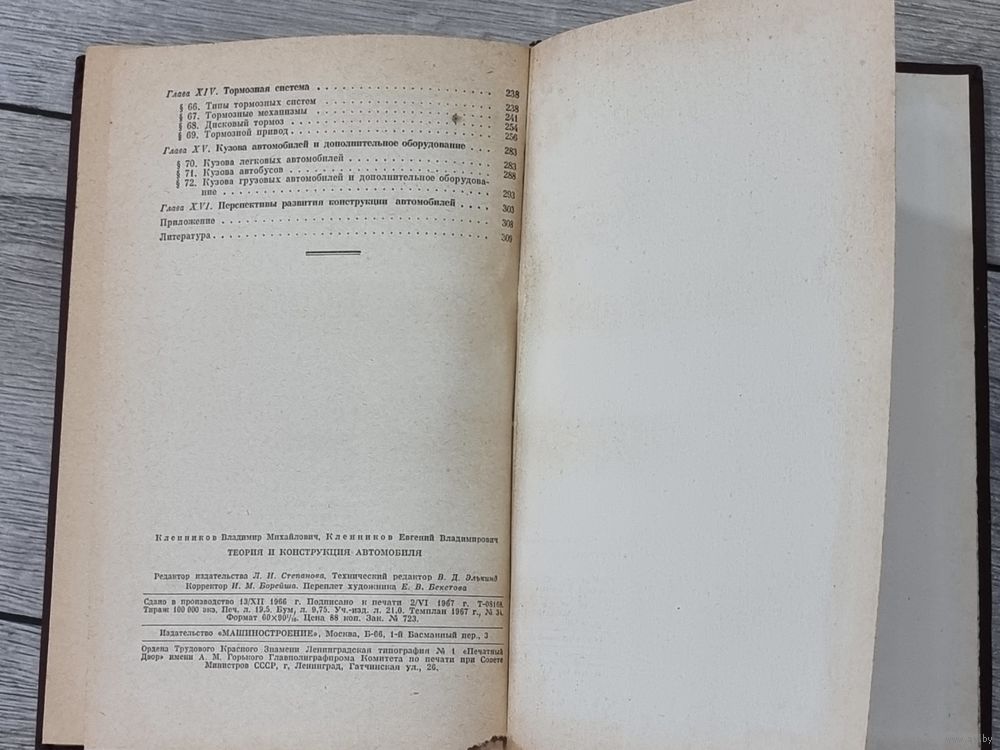 Глава XIV. Тормозная система . . . . . . . . . . . . . . . . . . . . 238
§ 66. Типы тормозных систем . . . . . . . . . . . . . . . . . . . . 238
§ 67. Тормозные механизмы . . . . . . . . . . . . . . . . . . . . 241
§ 68. Дисковый тормоз . . . . . . . . . . . . . . . . . . . . 254
§ 69. Тормозной привод . . . . . . . . . . . . . . . . . . . . 256
Глава XV. Кузова автомобилей и дополнительное оборудование . . . 283
§ 70. Кузова легковых автомобилей . . . . . . . . . . . . . . . 283
§ 71. Кузова автобусов . . . . . . . . . . . . . . . . . . . . 288
§ 72. Кузова грузовых автомобилей и дополнительное оборудова-
ние . . . . . . . . . . . . . . . . . . . . 293
Глава XVI. Перспективы развития конструкции автомобилей . . . . 303
Приложение . . . . . . . . . . . . . . . . . . . . 308
Литература . . . . . . . . . . . . . . . . . . . . 309
Кленников Владимир Михайлович, Кленников Евгений Владимирович
ТЕОРИЯ И КОНСТРУКЦИЯ АВТОМОБИЛЯ
Редактор издательства Л. И. Степанова, Технический редактор В. Д. Элькинд
Корректор И. М. Борейша. Переплет художника Е. В. Бекетова
Сдано в производство 13/XII 1966 г. Подписано к печати 2/VI 1967 г. Т-08168.
Тираж 100 000 экз. Печ. л. 19,5. Бум. л. 9,75. Уч.-изд. л. 21,0. Темплан 1967 г., № 34.
Формат 60×90¹/₁₆. Цена 88 коп. Зак. № 723.
Издательство «МАШИНОСТРОЕНИЕ», Москва, Б-66, 1-й Басманный пер., 3
Ордена Трудового Красного Знамени Ленинградская типография № 1 «Печатный
Двор» имени А. М. Горького Главполиграфпрома Комитета по печати при Совете
Министров СССР, г. Ленинград, Гатчинская ул., 26.